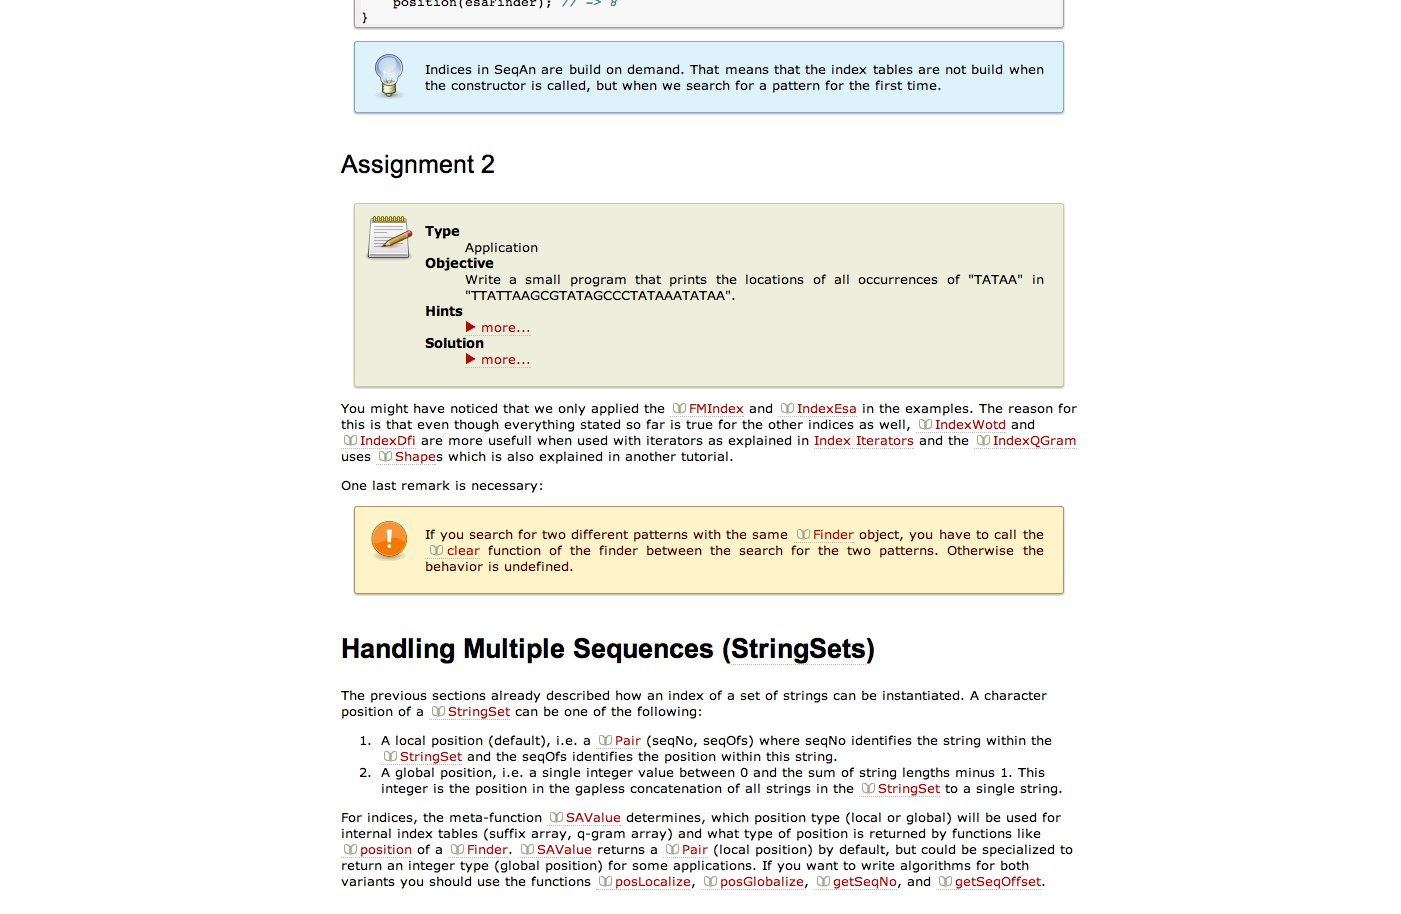 position(esaFinder); // -> 8
}
Indices in SeqAn are build on demand. That means that the index tables are not build when
the constructor is called, but when we search for a pattern for the first time.
Assignment 2
Type
Application
Objective
Write a small program that prints the locations of all occurrences of "TATAA" in
"TTATTAAGCGTATAGCCCTATAAATATAA".
Hints
▶ more...
Solution
▶ more...
You might have noticed that we only applied the FMIndex and IndexEsa in the examples. The reason for
this is that even though everything stated so far is true for the other indices as well, IndexWotd and
IndexDfi are more usefull when used with iterators as explained in Index Iterators and the IndexQGram
uses Shapes which is also explained in another tutorial.
One last remark is necessary:
If you search for two different patterns with the same Finder object, you have to call the
clear function of the finder between the search for the two patterns. Otherwise the
behavior is undefined.
Handling Multiple Sequences (StringSets)
The previous sections already described how an index of a set of strings can be instantiated. A character
position of a StringSet can be one of the following:
1. A local position (default), i.e. a Pair (seqNo, seqOfs) where seqNo identifies the string within the
StringSet and the seqOfs identifies the position within this string.
2. A global position, i.e. a single integer value between 0 and the sum of string lengths minus 1. This
integer is the position in the gapless concatenation of all strings in the StringSet to a single string.
For indices, the meta-function SAValue determines, which position type (local or global) will be used for
internal index tables (suffix array, q-gram array) and what type of position is returned by functions like
position of a Finder. SAValue returns a Pair (local position) by default, but could be specialized to
return an integer type (global position) for some applications. If you want to write algorithms for both
variants you should use the functions posLocalize, posGlobalize, getSeqNo, and getSeqOffset.